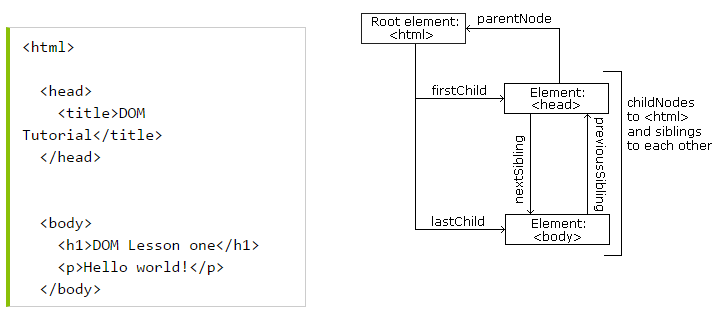 <html>
<head>
<title>DOM
Tutorial</title>
</head>
<body>
<h1>DOM Lesson one</h1>
<p>Hello world!</p>
</body>
Root element:
<html>
parentNode
firstChild
Element:
<head>
childNodes
to <html>
and siblings
to each other
nextSibling
previousSibling
lastChild
Element:
<body>